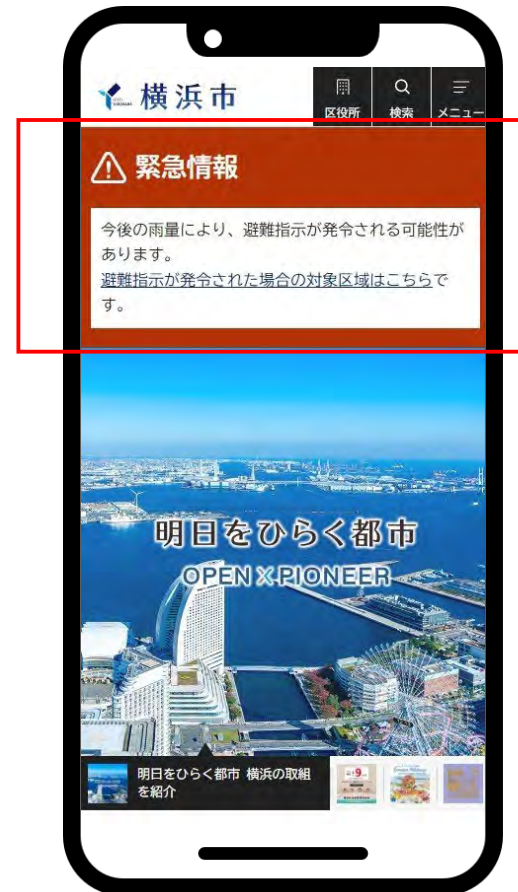 横浜市
区役所
検索
メニュー
緊急情報
今後の雨量により、避難指示が発令される可能性が
あります。
避難指示が発令された場合の対象区域はこちらで
す。
明日をひらく都市
OPEN×PIONEER
明日をひらく都市 横浜の取組
を紹介